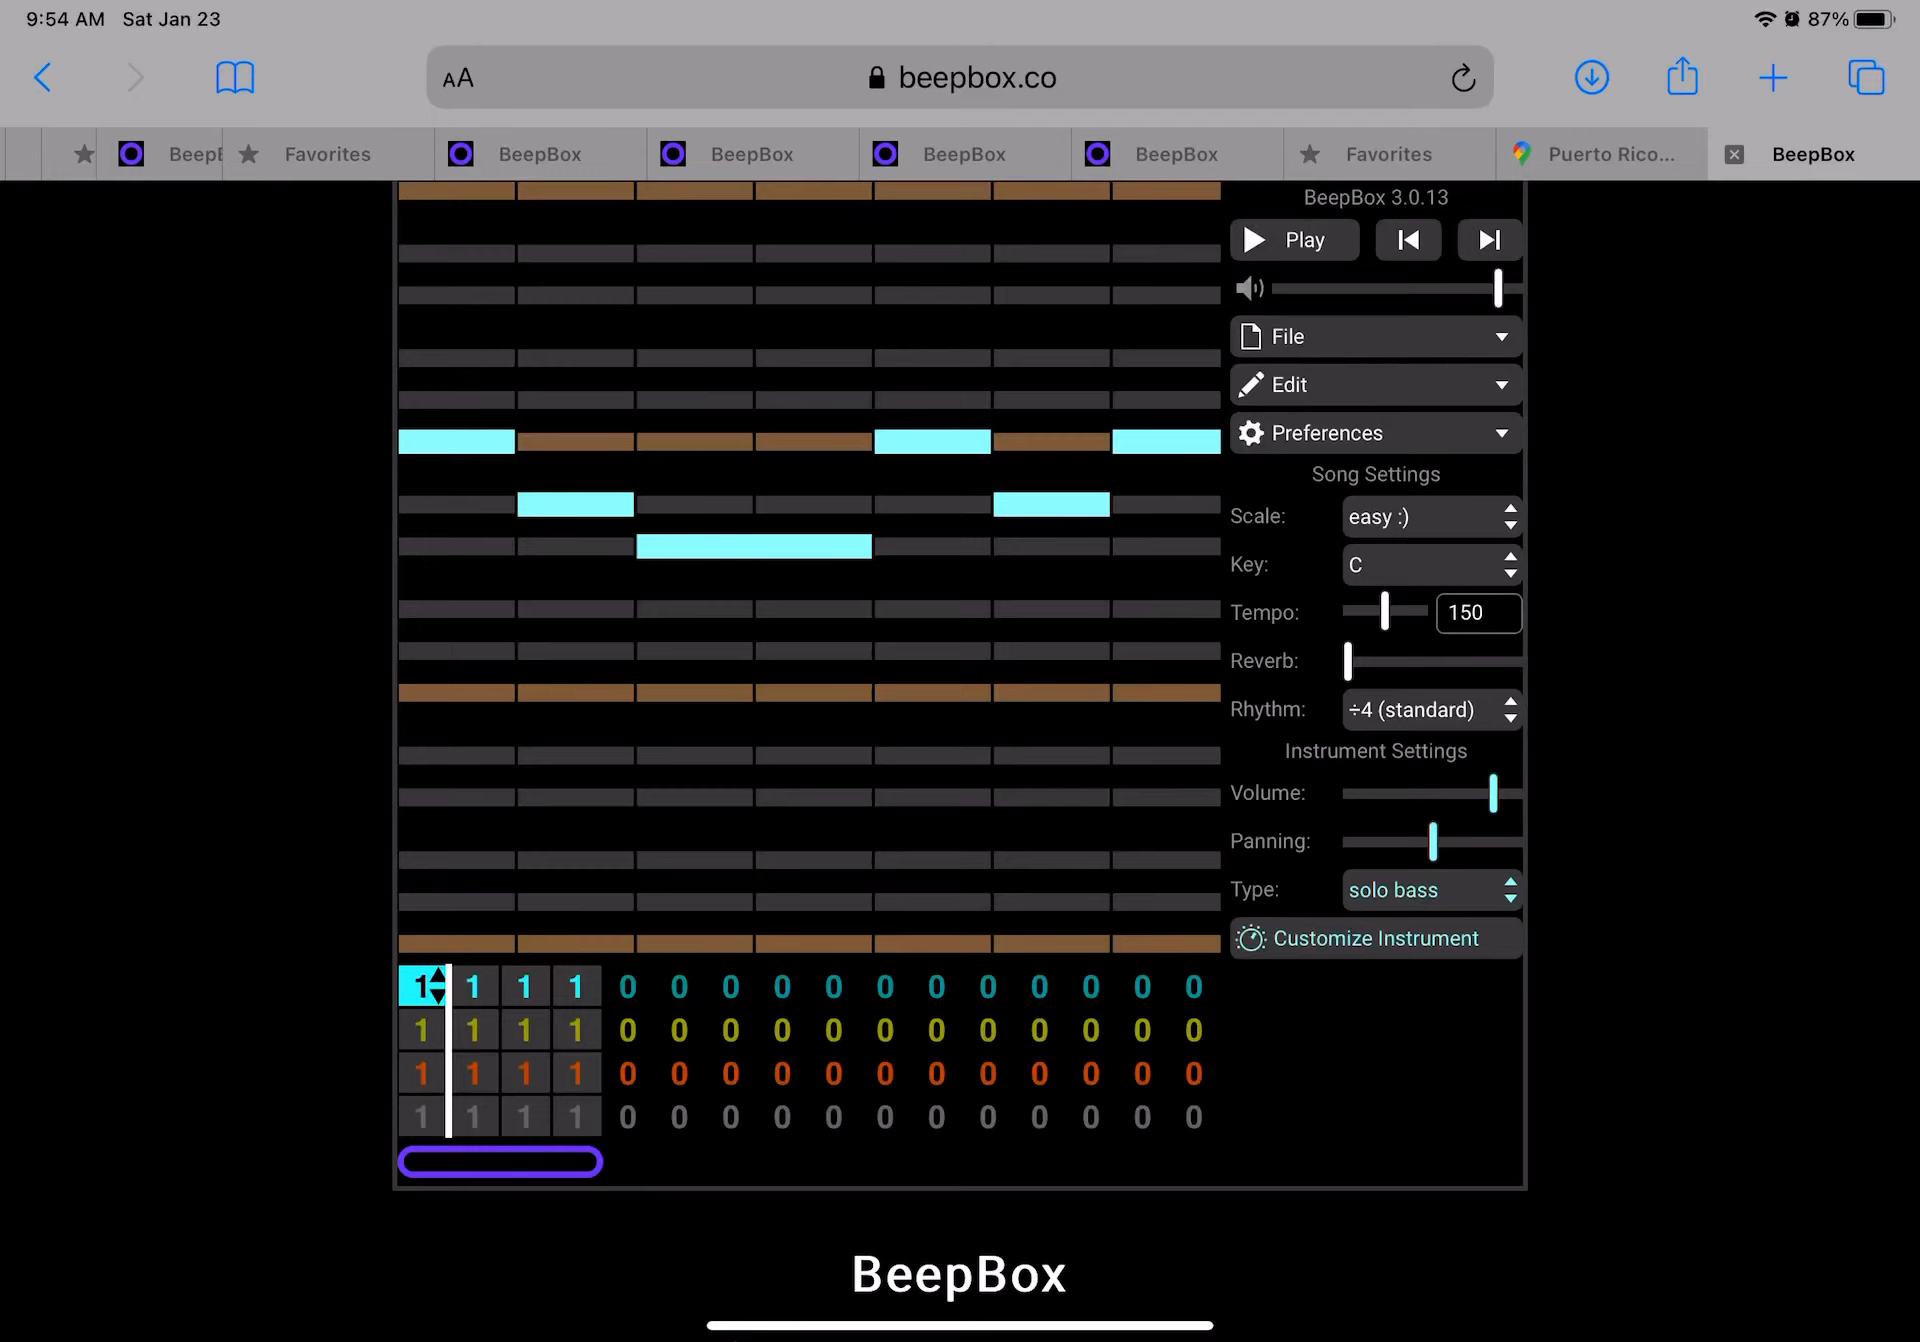 9:54 AM Sat Jan 23 87%
AA beepbox.co
BeepB Favorites BeepBox BeepBox BeepBox BeepBox Favorites Puerto Rico... BeepBox
BeepBox 3.0.13
Play
File
Edit
Preferences
Song Settings
Scale: easy :)
Key: C
Tempo: 150
Reverb:
Rhythm: ÷4 (standard)
Instrument Settings
Volume:
Panning:
Type: solo bass
Customize Instrument
1 1 1 1 0 0 0 0 0 0 0 0 0 0 0 0
1 1 1 1 0 0 0 0 0 0 0 0 0 0 0 0
1 1 1 1 0 0 0 0 0 0 0 0 0 0 0 0
1 1 1 1 0 0 0 0 0 0 0 0 0 0 0 0
BeepBox